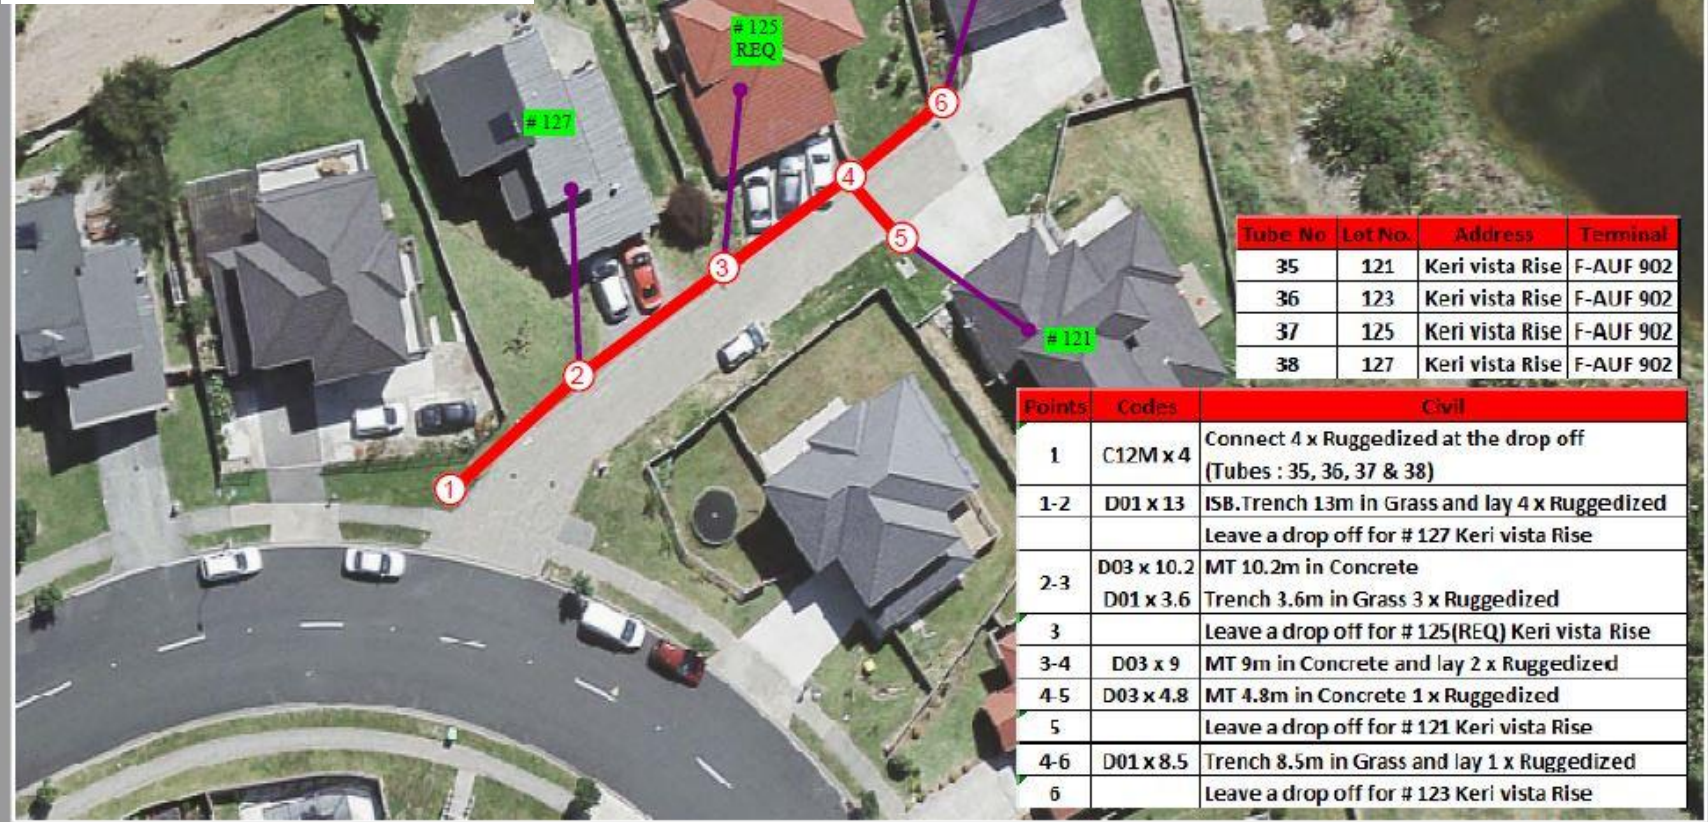 # 125
REQ
6
# 127
4
5
3
# 121
2
1
Tube No Lot No. Address Terminal
35 121 Keri vista Rise F-AUF 902
36 123 Keri vista Rise F-AUF 902
37 125 Keri vista Rise F-AUF 902
38 127 Keri vista Rise F-AUF 902
Points Codes Civil
1 C12M x 4 Connect 4 x Ruggedized at the drop off
(Tubes : 35, 36, 37 & 38)
1-2 D01 x 13 ISB.Trench 13m in Grass and lay 4 x Ruggedized
Leave a drop off for # 127 Keri vista Rise
2-3 D03 x 10.2 MT 10.2m in Concrete
D01 x 3.6 Trench 3.6m in Grass 3 x Ruggedized
3 Leave a drop off for # 125(REQ) Keri vista Rise
3-4 D03 x 9 MT 9m in Concrete and lay 2 x Ruggedized
4-5 D03 x 4.8 MT 4.8m in Concrete 1 x Ruggedized
5 Leave a drop off for # 121 Keri vista Rise
4-6 D01 x 8.5 Trench 8.5m in Grass and lay 1 x Ruggedized
6 Leave a drop off for # 123 Keri vista Rise